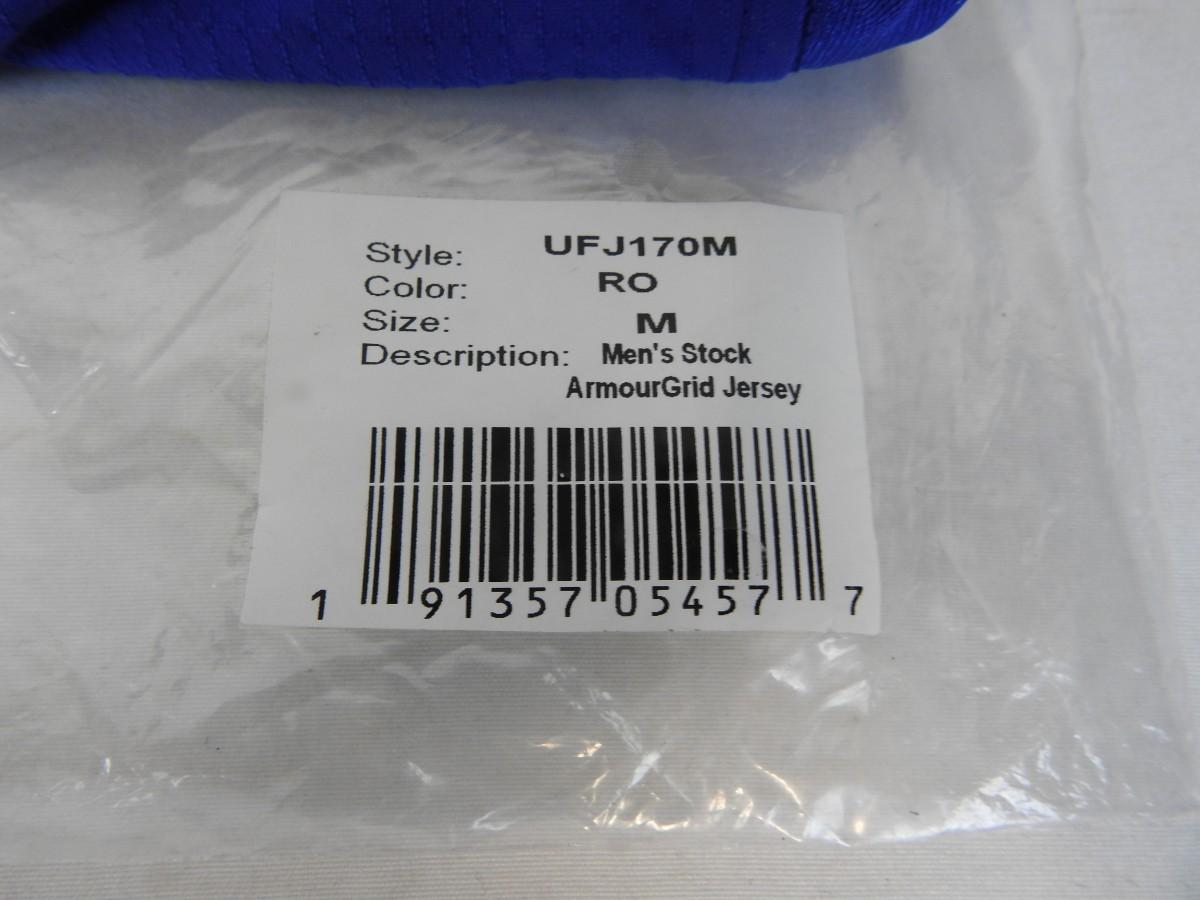 Style: UFJ170M
Color: RO
Size: M
Description: Men's Stock
ArmourGrid Jersey
1 91357 05457 7